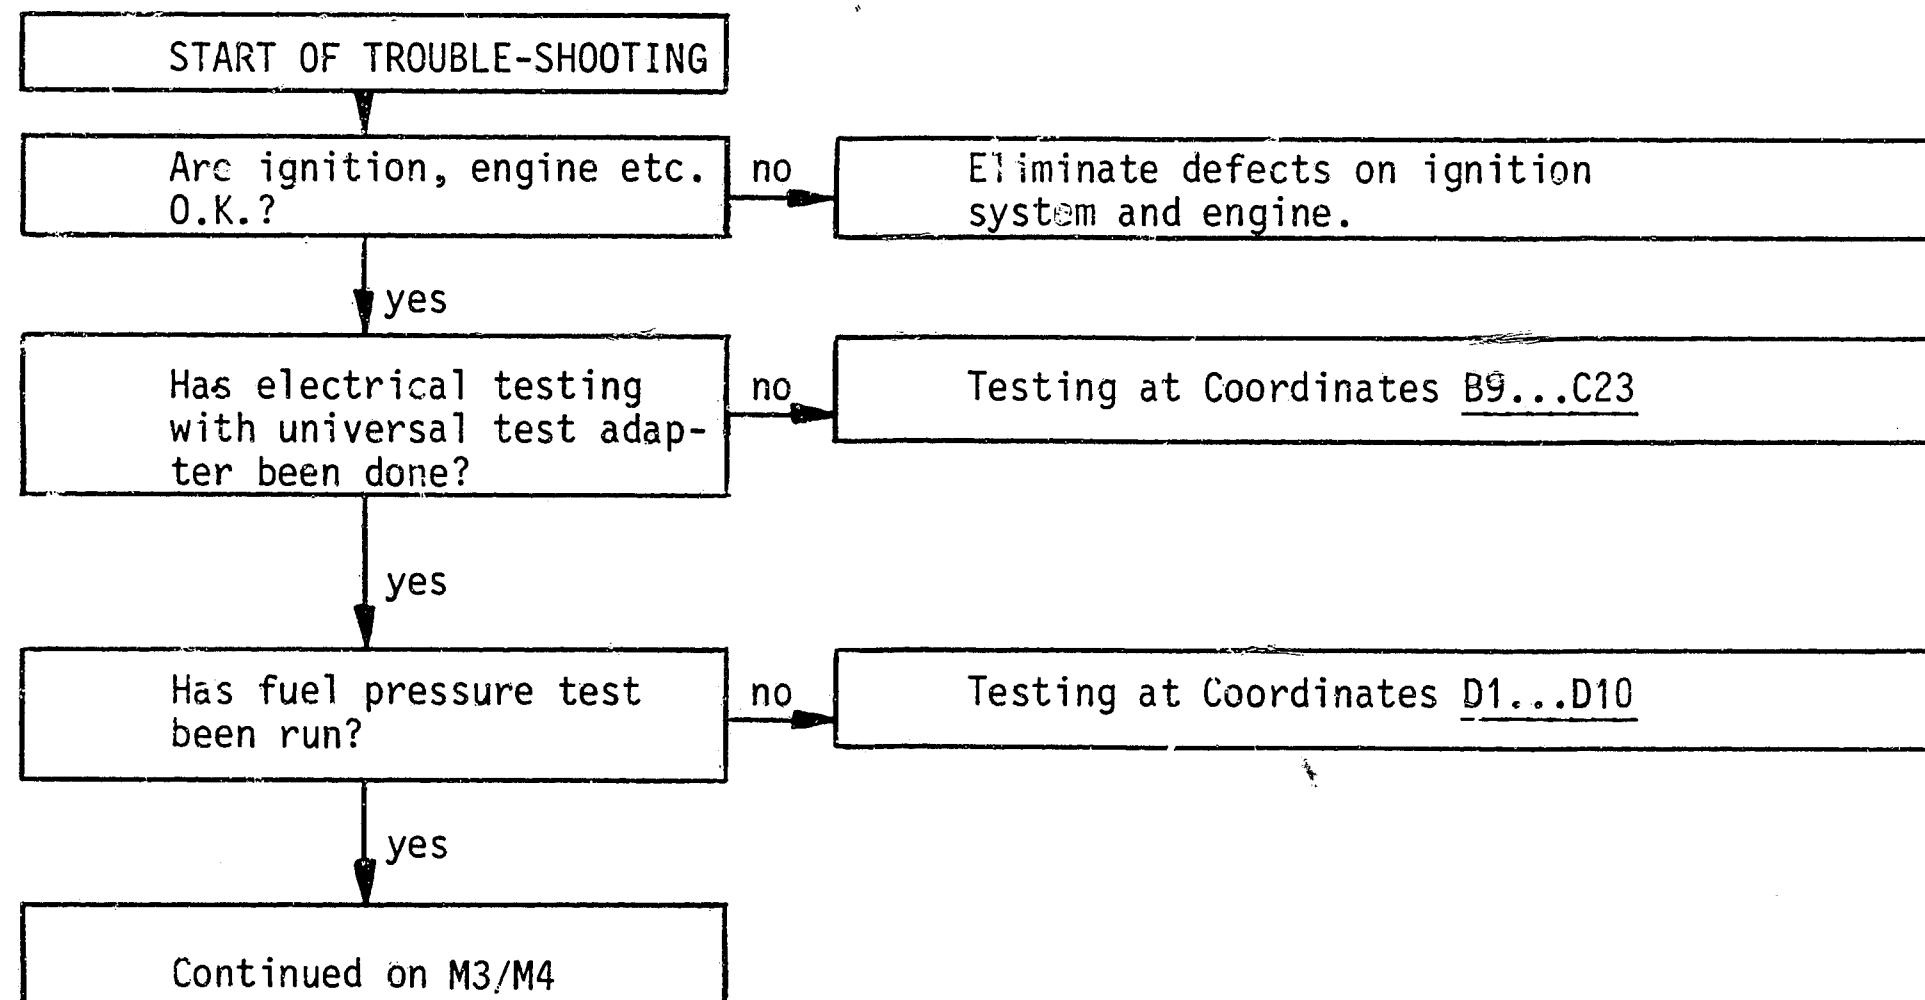 START OF TROUBLE-SHOOTING
Are ignition, engine etc.
O.K.?
no
Eliminate defects on ignition
system and engine.
yes
Has electrical testing
with universal test adap-
ter been done?
no
Testing at Coordinates B9...C23
yes
Has fuel pressure test
been run?
no
Testing at Coordinates D1...D10
yes
Continued on M3/M4